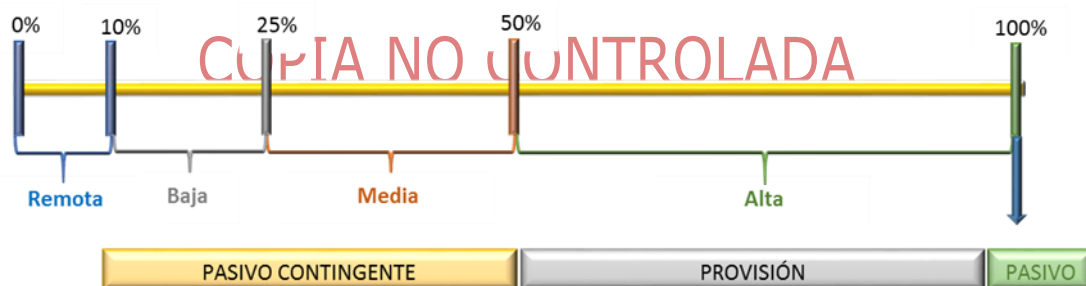 0% 10% 25% 50% 100%
COPIA NO CONTROLADA
Remota Baja Media Alta
PASIVO CONTINGENTE PROVISIÓN PASIVO